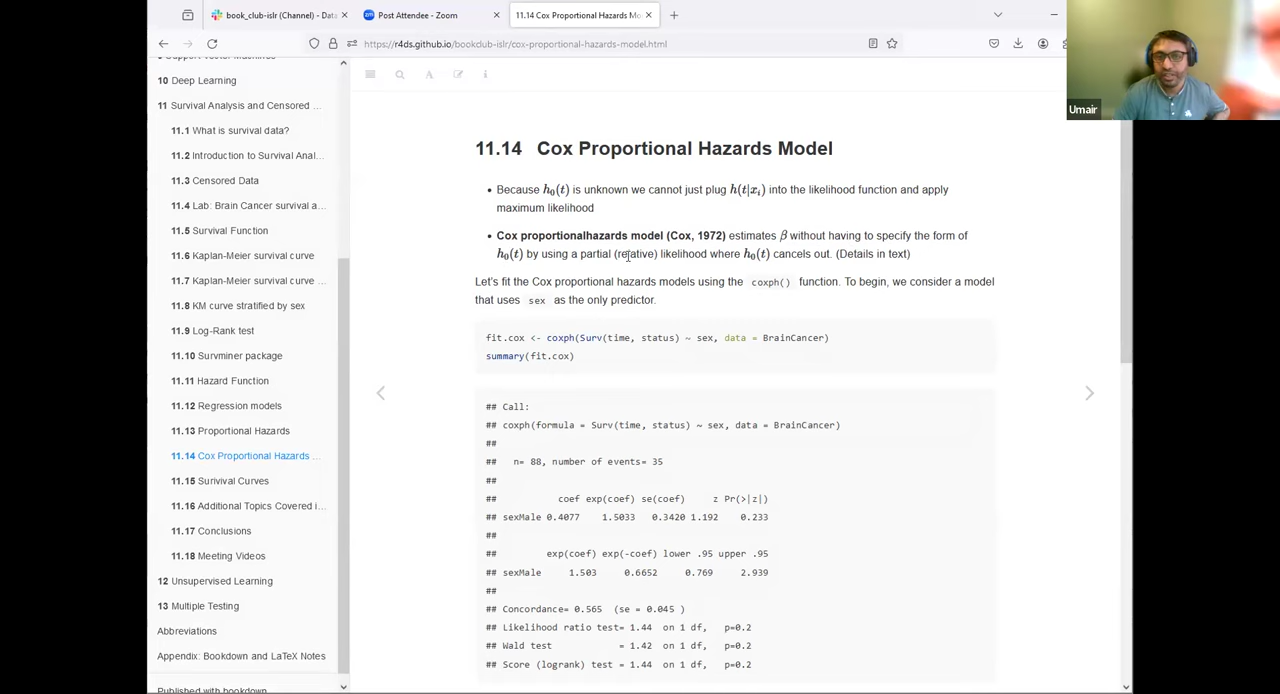 book_club-islr (Channel) - Dat
Post Attendee - Zoom
11.14 Cox Proportional Hazards Mo
https://r4ds.github.io/bookclub-islr/cox-proportional-hazards-model.html
Umair
9 Support Vector Machines
10 Deep Learning
11 Survival Analysis and Censored ...
11.1 What is survival data?
11.2 Introduction to Survival Anal...
11.3 Censored Data
11.4 Lab: Brain Cancer survival a...
11.5 Survival Function
11.6 Kaplan-Meier survival curve
11.7 Kaplan-Meier survival curve ...
11.8 KM curve stratified by sex
11.9 Log-Rank test
11.10 Survminer package
11.11 Hazard Function
11.12 Regression models
11.13 Proportional Hazards
11.14 Cox Proportional Hazards ...
11.15 Surivival Curves
11.16 Additional Topics Covered i...
11.17 Conclusions
11.18 Meeting Videos
12 Unsupervised Learning
13 Multiple Testing
Abbreviations
Appendix: Bookdown and LaTeX Notes
Published with bookdown
11.14 Cox Proportional Hazards Model
• Because h₀(t) is unknown we cannot just plug h(t|xᵢ) into the likelihood function and apply
maximum likelihood
• Cox proportionalhazards model (Cox, 1972) estimates β without having to specify the form of
h₀(t) by using a partial (relative) likelihood where h₀(t) cancels out. (Details in text)
Let's fit the Cox proportional hazards models using the coxph() function. To begin, we consider a model
that uses sex as the only predictor.
fit.cox <- coxph(Surv(time, status) ~ sex, data = BrainCancer)
summary(fit.cox)
## Call:
## coxph(formula = Surv(time, status) ~ sex, data = BrainCancer)
##
## n= 88, number of events= 35
##
## coef exp(coef) se(coef) z Pr(>|z|)
## sexMale 0.4077 1.5033 0.3420 1.192 0.233
##
## exp(coef) exp(-coef) lower .95 upper .95
## sexMale 1.503 0.6652 0.769 2.939
##
## Concordance= 0.565 (se = 0.045 )
## Likelihood ratio test= 1.44 on 1 df, p=0.2
## Wald test = 1.42 on 1 df, p=0.2
## Score (logrank) test = 1.44 on 1 df, p=0.2